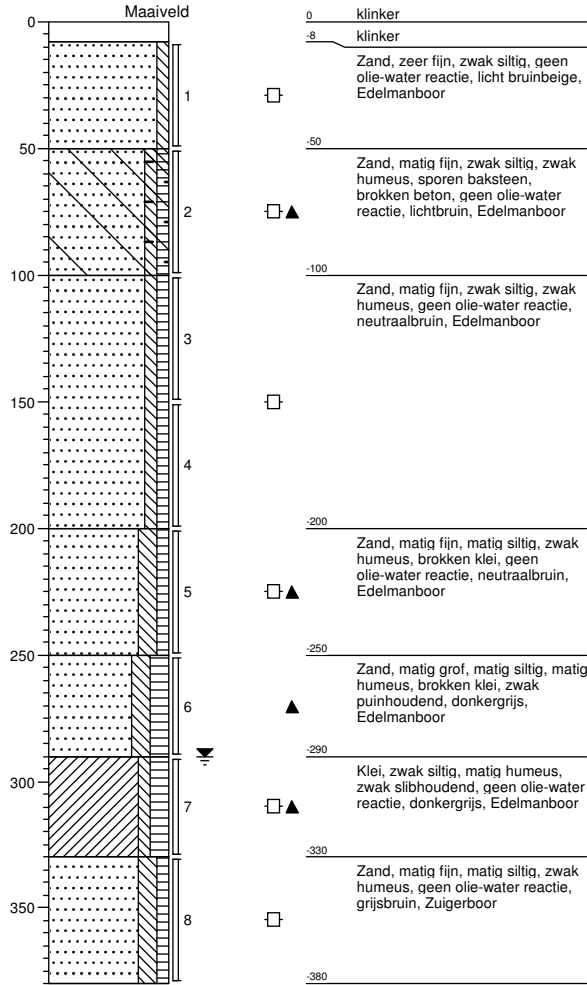 Maaiveld
0
50
100
150
200
250
300
350
1
2
3
4
5
6
7
8
0
klinker
-8
klinker
Zand, zeer fijn, zwak siltig, geen
olie-water reactie, licht bruinbeige,
Edelmanboor
-50
Zand, matig fijn, zwak siltig, zwak
humeus, sporen baksteen,
brokken beton, geen olie-water
reactie, lichtbruin, Edelmanboor
-100
Zand, matig fijn, zwak siltig, zwak
humeus, geen olie-water reactie,
neutraalbruin, Edelmanboor
-200
Zand, matig fijn, matig siltig, zwak
humeus, brokken klei, geen
olie-water reactie, neutraalbruin,
Edelmanboor
-250
Zand, matig grof, matig siltig, matig
humeus, brokken klei, zwak
puinhoudend, donkergrijs,
Edelmanboor
-290
Klei, zwak siltig, matig humeus,
zwak slibhoudend, geen olie-water
reactie, donkergrijs, Edelmanboor
-330
Zand, matig fijn, matig siltig, zwak
humeus, geen olie-water reactie,
grijsbruin, Zuigerboor
-380